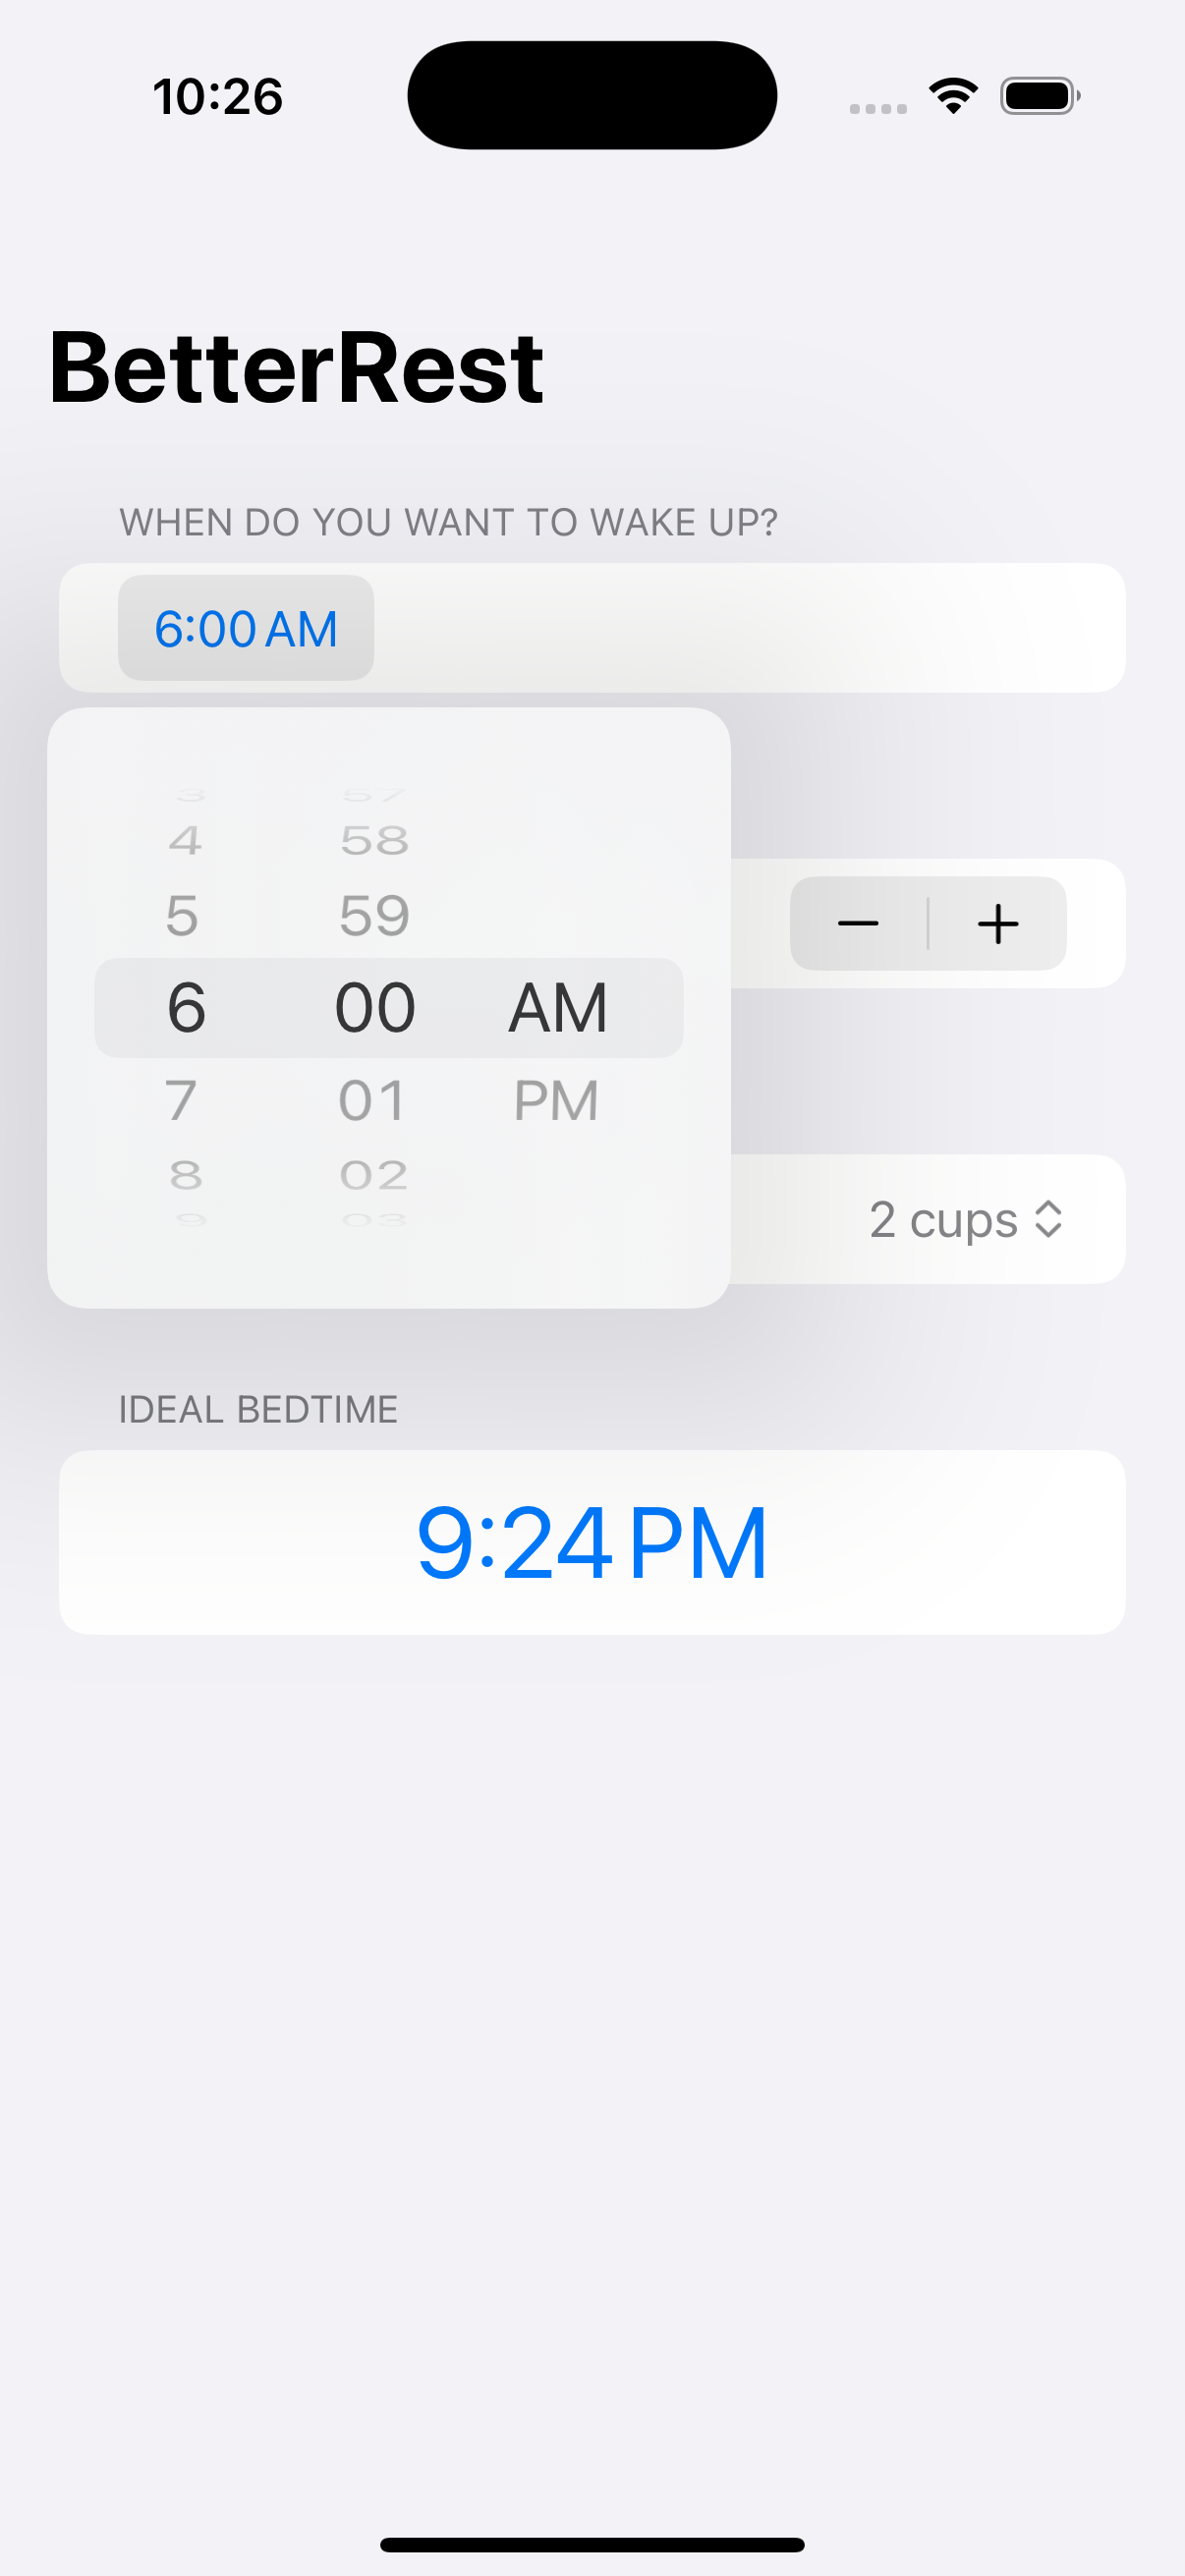 10:26
BetterRest
WHEN DO YOU WANT TO WAKE UP?
6:00 AM
3 57
4 58
5 59
6 00 AM
7 01 PM
8 02
9 03
2 cups
IDEAL BEDTIME
9:24 PM